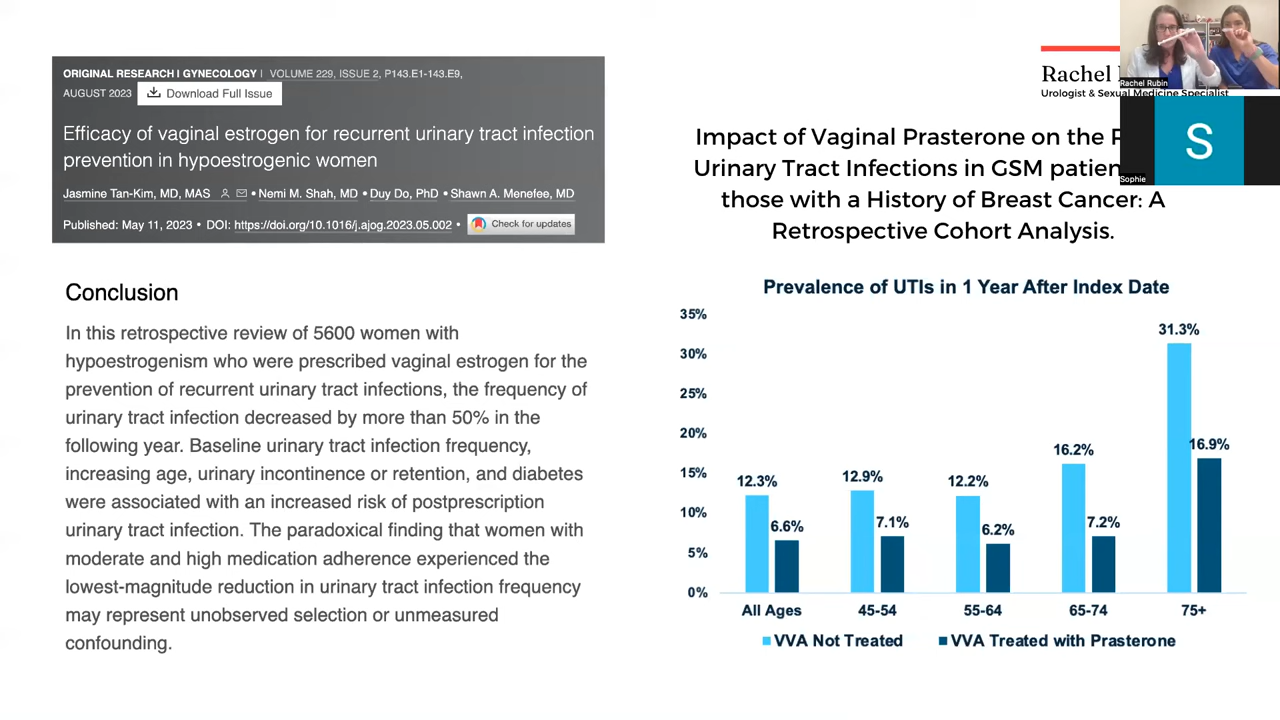 ORIGINAL RESEARCH | GYNECOLOGY | VOLUME 229, ISSUE 2, P143.E1-143.E9,
AUGUST 2023 Download Full Issue
Efficacy of vaginal estrogen for recurrent urinary tract infection
prevention in hypoestrogenic women
Jasmine Tan-Kim, MD, MAS • Nemi M. Shah, MD • Duy Do, PhD • Shawn A. Menefee, MD
Published: May 11, 2023 • DOI: https://doi.org/10.1016/j.ajog.2023.05.002 • Check for updates
Conclusion
In this retrospective review of 5600 women with
hypoestrogenism who were prescribed vaginal estrogen for the
prevention of recurrent urinary tract infections, the frequency of
urinary tract infection decreased by more than 50% in the
following year. Baseline urinary tract infection frequency,
increasing age, urinary incontinence or retention, and diabetes
were associated with an increased risk of postprescription
urinary tract infection. The paradoxical finding that women with
moderate and high medication adherence experienced the
lowest-magnitude reduction in urinary tract infection frequency
may represent unobserved selection or unmeasured
confounding.
Rachel
Urologist & Sexual Medicine Specialist
Rachel Rubin
S
Sophie
Impact of Vaginal Prasterone on the
Urinary Tract Infections in GSM
those with a History of Breast Cancer: A
Retrospective Cohort Analysis.
Prevalence of UTIs in 1 Year After Index Date
35%
30%
25%
20%
15%
10%
5%
0%
12.3%
6.6%
12.9%
7.1%
12.2%
6.2%
16.2%
7.2%
31.3%
16.9%
All Ages 45-54 55-64 65-74 75+
VVA Not Treated VVA Treated with Prasterone